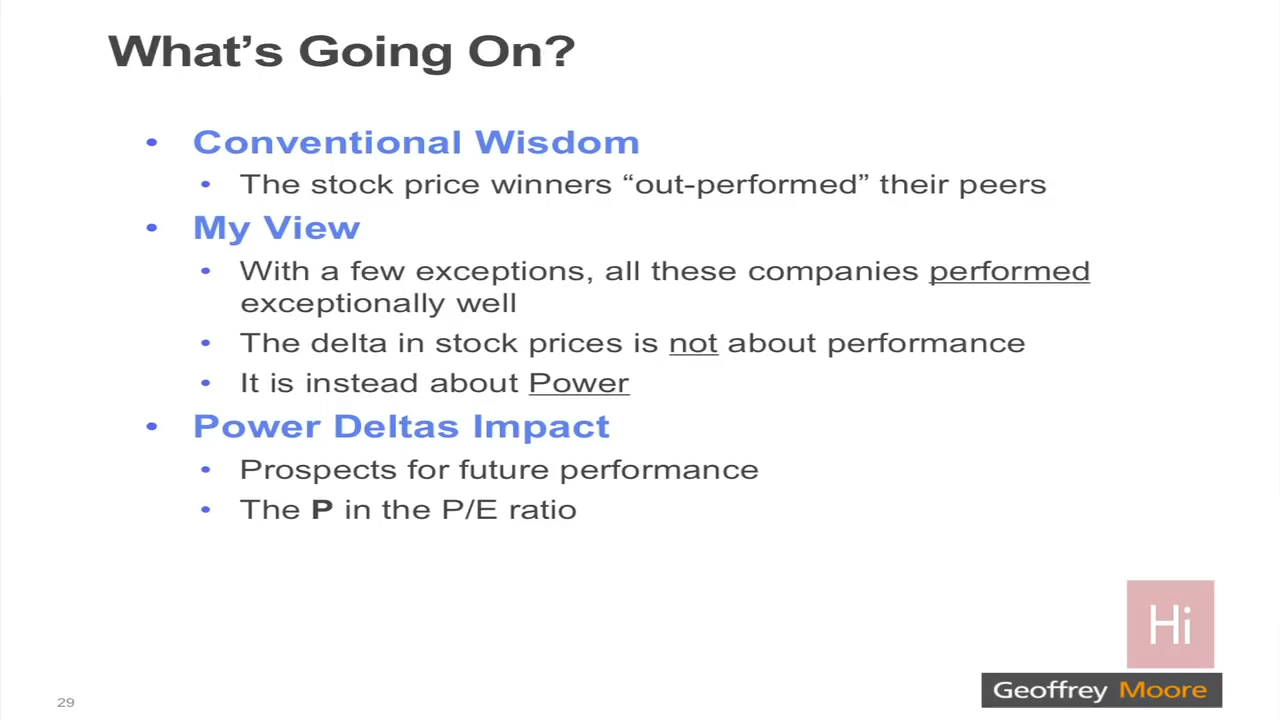 What’s Going On?
• Conventional Wisdom
• The stock price winners “out-performed” their peers
• My View
• With a few exceptions, all these companies performed
exceptionally well
• The delta in stock prices is not about performance
• It is instead about Power
• Power Deltas Impact
• Prospects for future performance
• The P in the P/E ratio
Hi
Geoffrey Moore
29